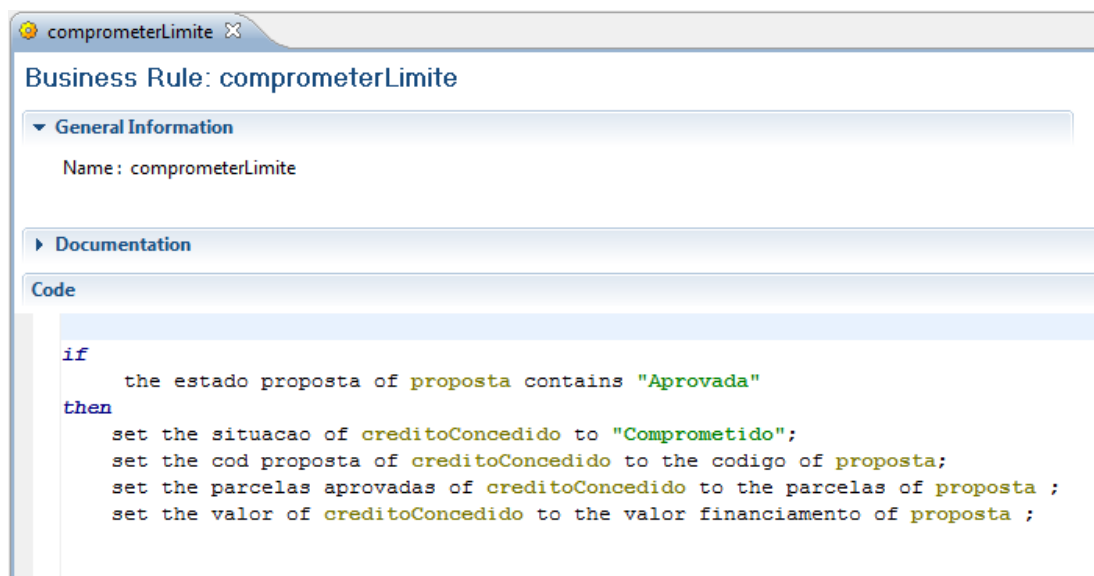 comprometerLimite
Business Rule: comprometerLimite
General Information
Name : comprometerLimite
Documentation
Code
if
the estado proposta of proposta contains "Aprovada"
then
set the situacao of creditoConcedido to "Comprometido";
set the cod proposta of creditoConcedido to the codigo of proposta;
set the parcelas aprovadas of creditoConcedido to the parcelas of proposta ;
set the valor of creditoConcedido to the valor financiamento of proposta ;